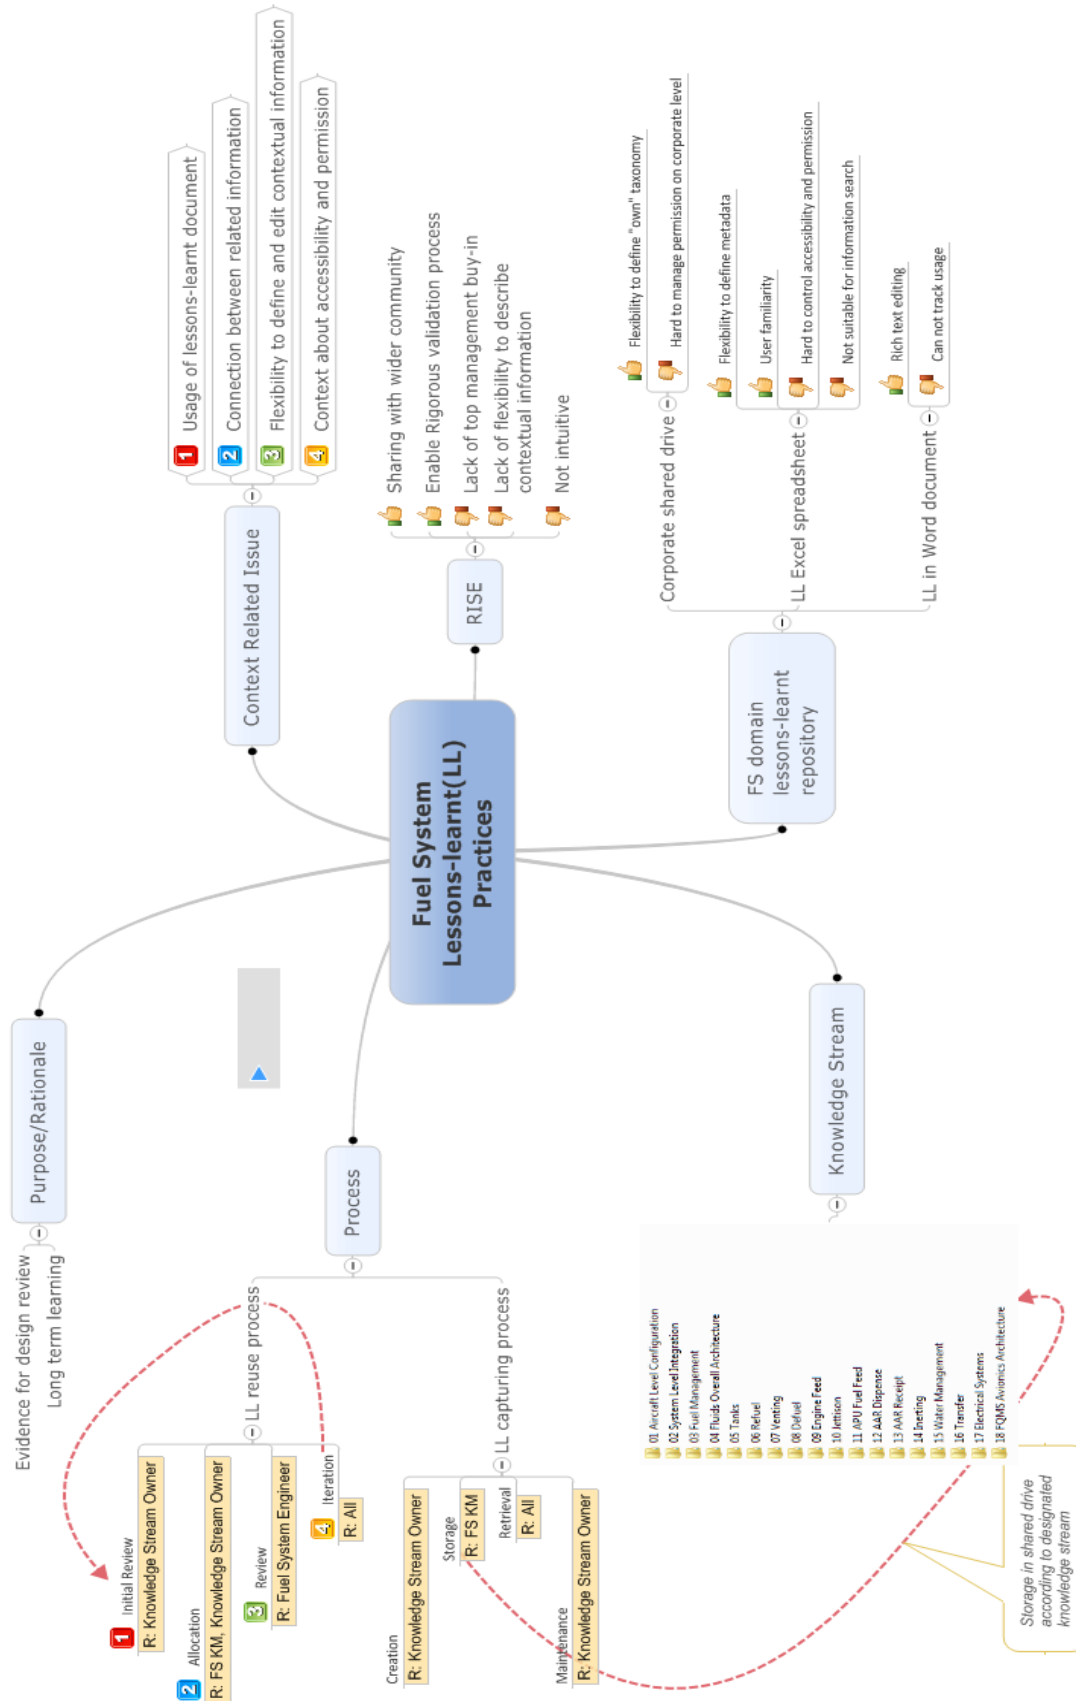 Fuel System
Lessons-learnt(LL)
Practices
Purpose/Rationale
Evidence for design review
Long term learning
Process
LL reuse process
1
Initial Review
R: Knowledge Stream Owner
2
Allocation
R: FS KM, Knowledge Stream Owner
3
Review
R: Fuel System Engineer
4
Iteration
R: All
LL capturing process
Creation
R: Knowledge Stream Owner
Storage
R: FS KM
Retrieval
R: All
Maintenance
R: Knowledge Stream Owner
Knowledge Stream
01 Aircraft Level Configuration
02 System Level Integration
03 Fuel Management
04 Fluids Overall Architecture
05 Tanks
06 Refuel
07 Venting
08 Defuel
09 Engine Feed
10 Jettison
11 APU Fuel Feed
12 AAR Dispense
13 AAR Receipt
14 Inerting
15 Water Management
16 Transfer
17 Electrical Systems
18 FQMS Avionics Architecture
Storage in shared drive
according to designated
knowledge stream
Context Related Issue
1 Usage of lessons-learnt document
2 Connection between related information
3 Flexibility to define and edit contextual information
4 Context about accessibility and permission
RISE
Sharing with wider community
Enable Rigorous validation process
Lack of top management buy-in
Lack of flexibility to describe
contextual information
Not intuitive
FS domain
lessons-learnt
repository
Corporate shared drive
Flexibility to define "own" taxonomy
Hard to manage permission on corporate level
LL Excel spreadsheet
Flexibility to define metadata
User familiarity
Hard to control accessibility and permission
Not suitable for information search
LL in Word document
Rich text editing
Can not track usage